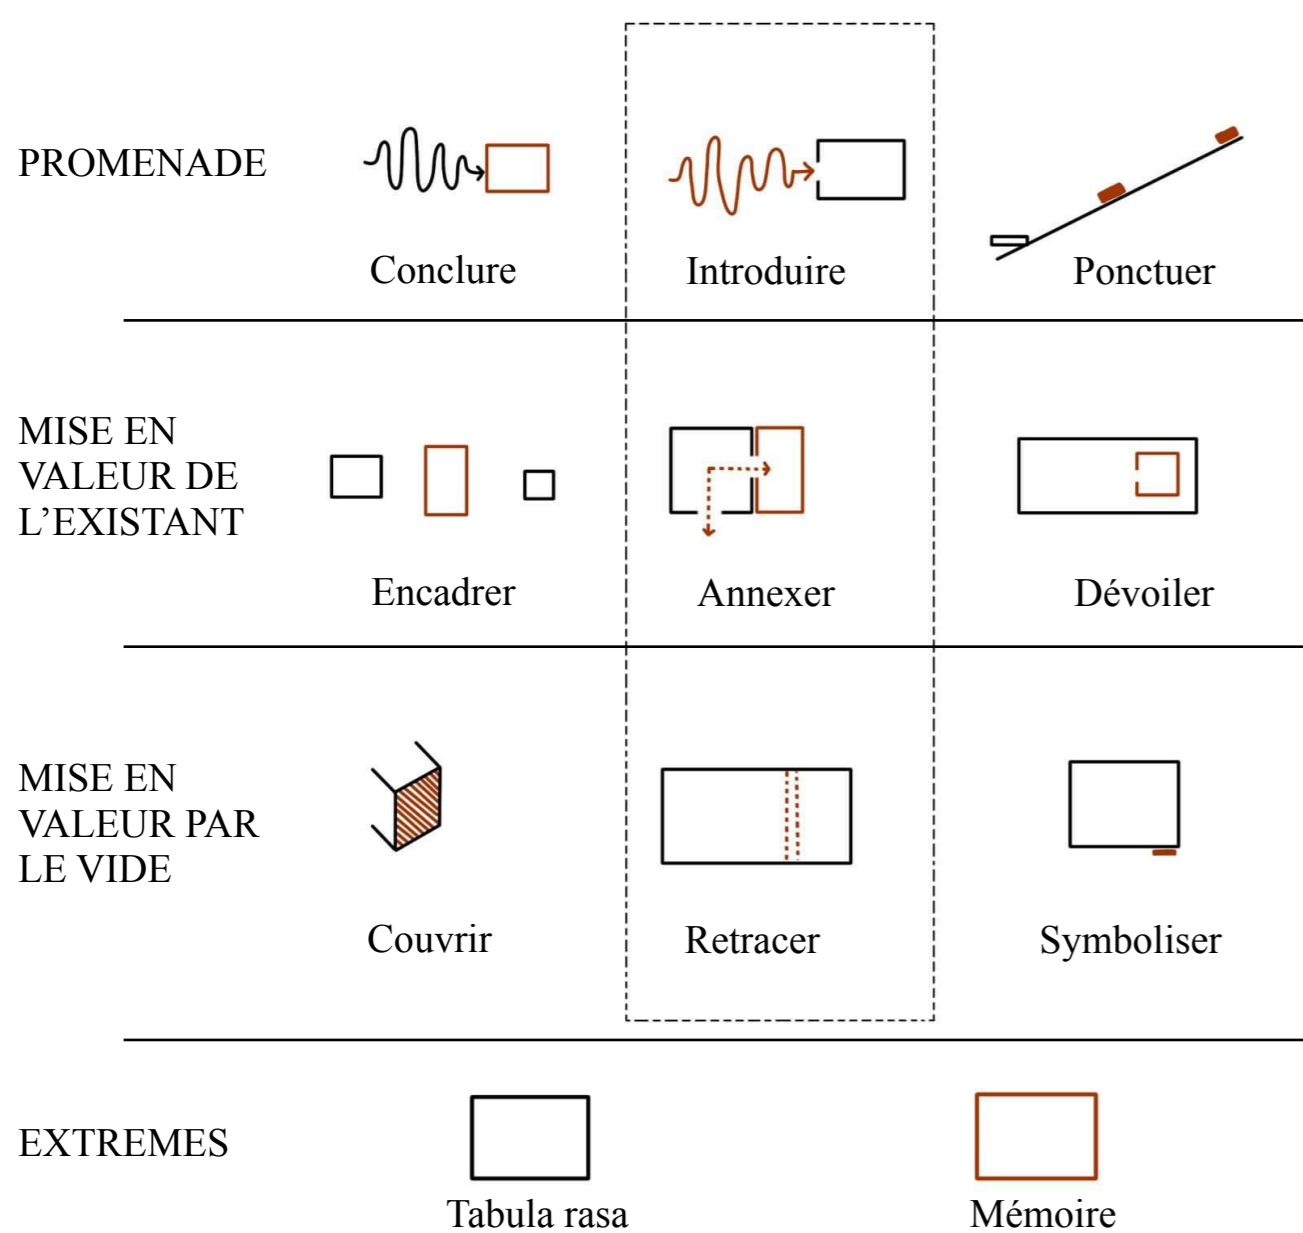 PROMENADE
Conclure
Introduire
Ponctuer
MISE EN
VALEUR DE
L’EXISTANT
Encadrer
Annexer
Dévoiler
MISE EN
VALEUR PAR
LE VIDE
Couvrir
Retracer
Symboliser
EXTREMES
Tabula rasa
Mémoire